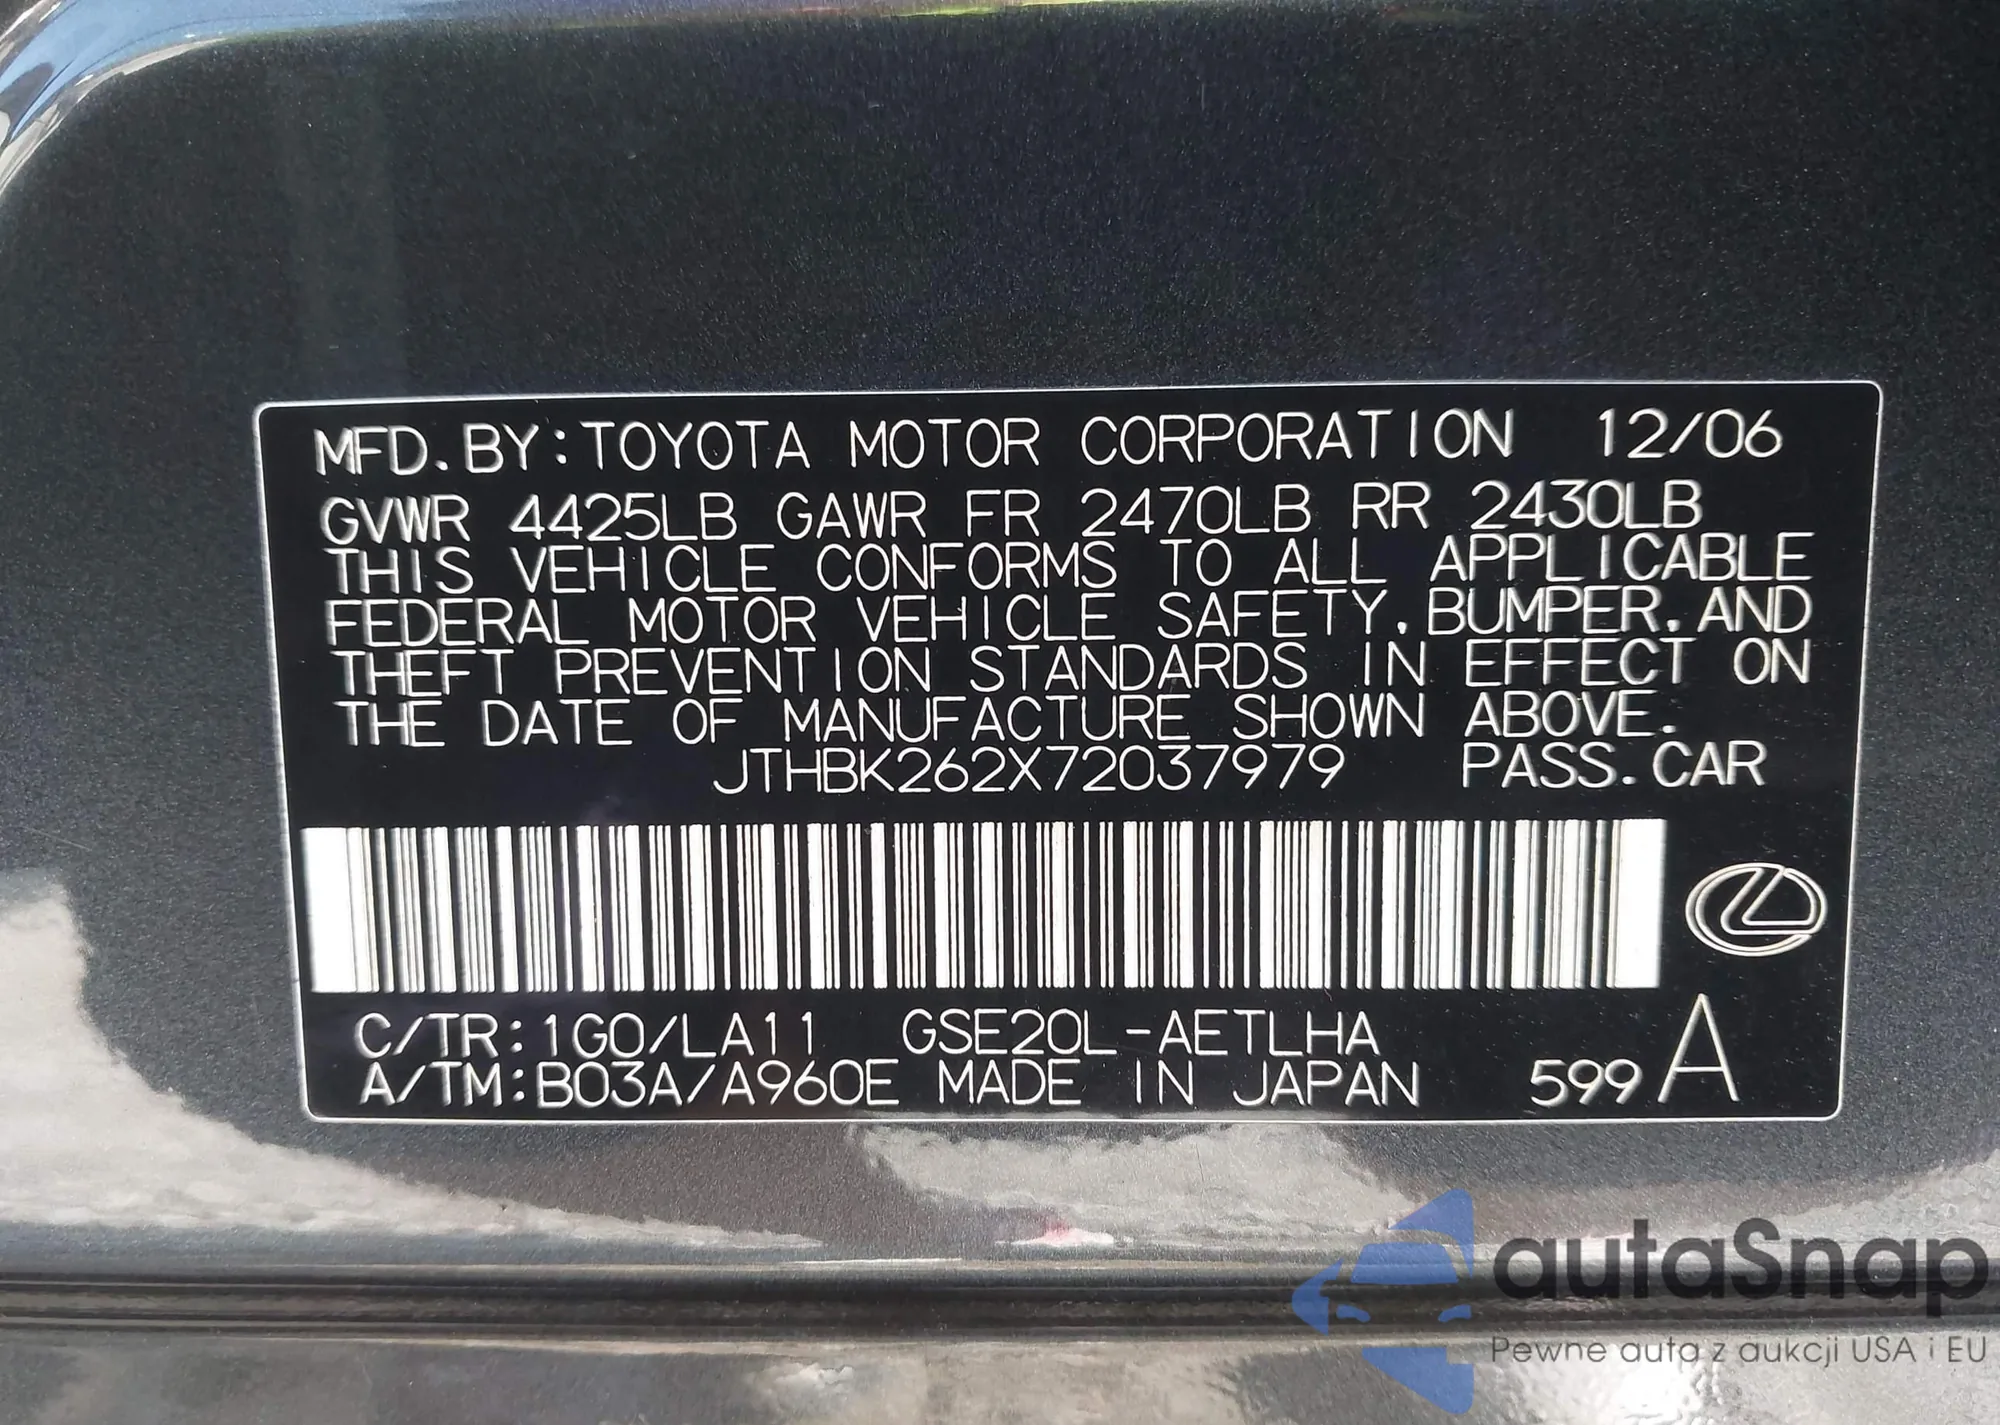 MFD.BY:TOYOTA MOTOR CORPORATION 12/06
GVWR 4425LB GAWR FR 2470LB RR 2430LB
THIS VEHICLE CONFORMS TO ALL APPLICABLE
FEDERAL MOTOR VEHICLE SAFETY,BUMPER,AND
THEFT PREVENTION STANDARDS IN EFFECT ON
THE DATE OF MANUFACTURE SHOWN ABOVE.
JTHBK262X72037979 PASS.CAR
C/TR:1G0/LA11 GSE20L-AETLHA
A/TM:B03A/A960E MADE IN JAPAN 599 A
autaSnap
Pewne auta z aukcji USA i EU